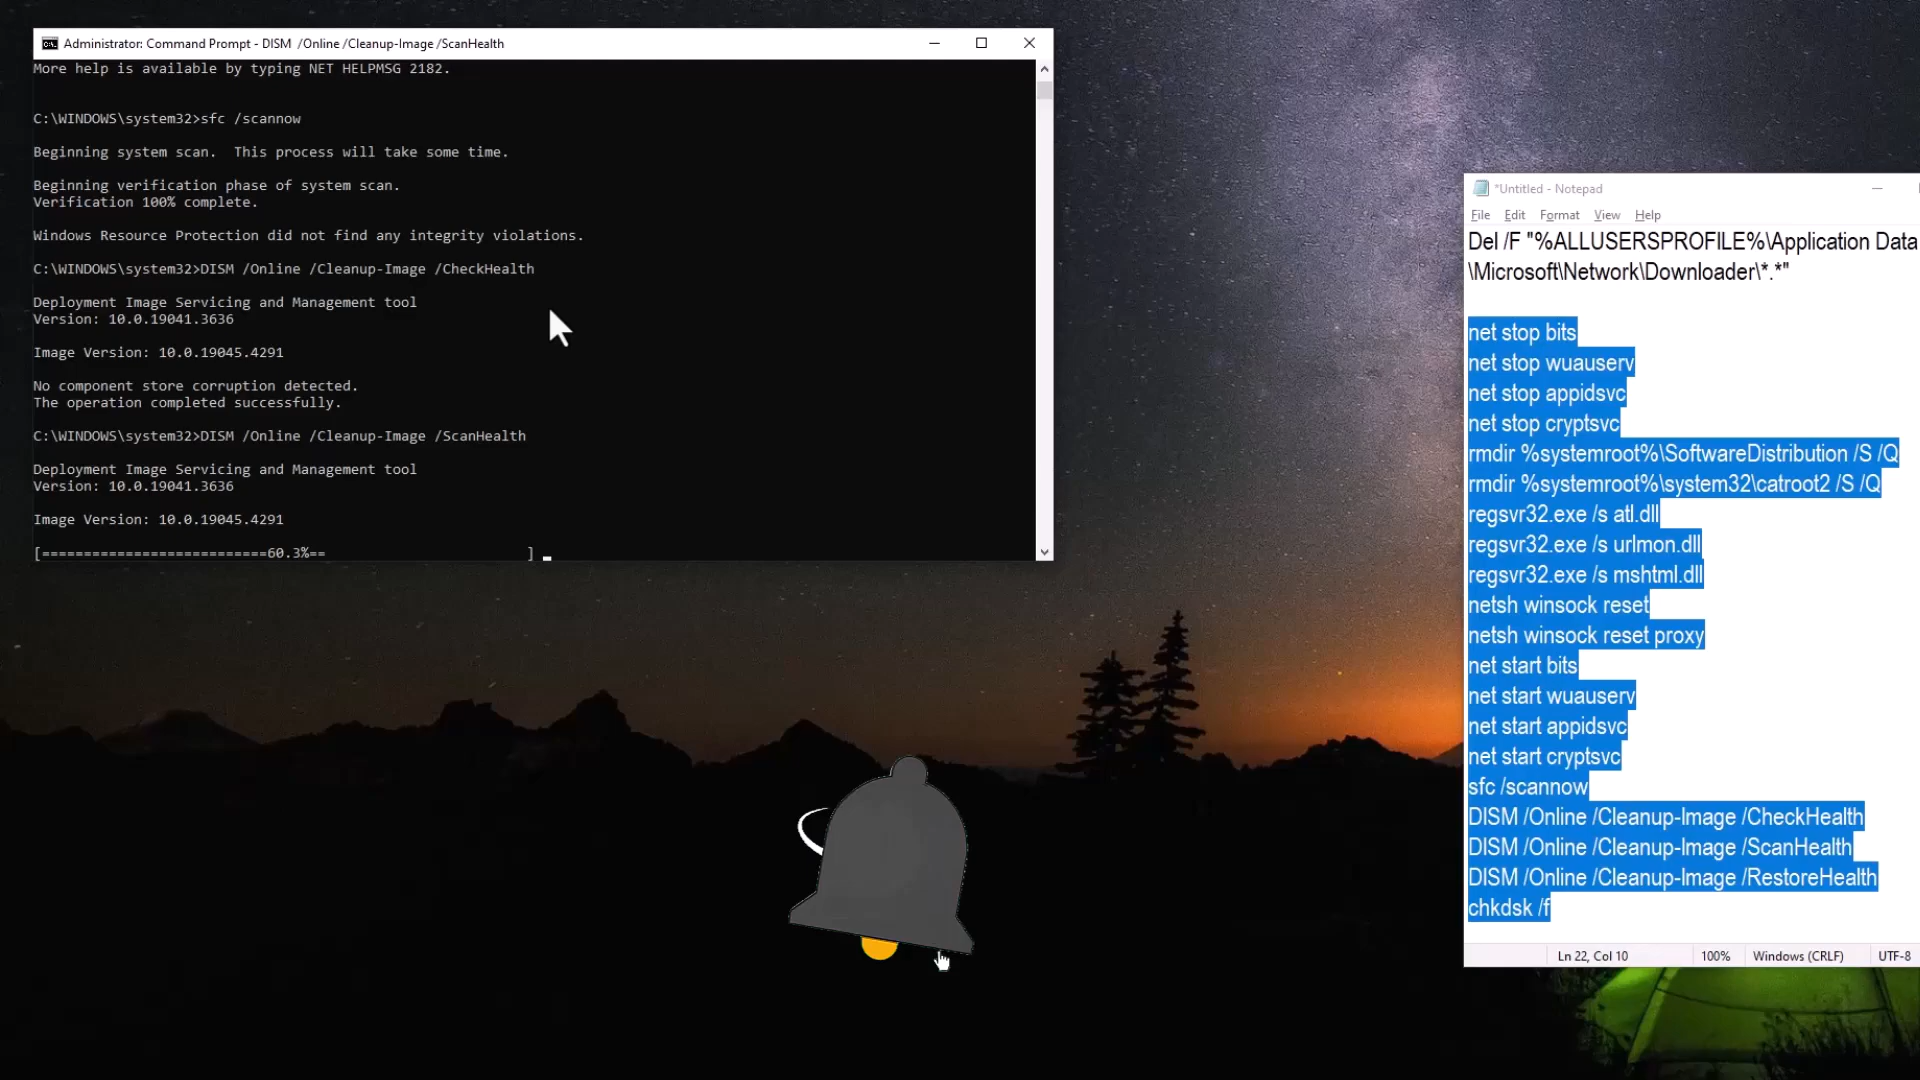 Administrator: Command Prompt - DISM  /Online /Cleanup-Image /ScanHealth
More help is available by typing NET HELPMSG 2182.
C:\WINDOWS\system32>sfc /scannow
Beginning system scan.  This process will take some time.
Beginning verification phase of system scan.
Verification 100% complete.
Windows Resource Protection did not find any integrity violations.
C:\WINDOWS\system32>DISM /Online /Cleanup-Image /CheckHealth
Deployment Image Servicing and Management tool
Version: 10.0.19041.3636
Image Version: 10.0.19045.4291
No component store corruption detected.
The operation completed successfully.
C:\WINDOWS\system32>DISM /Online /Cleanup-Image /ScanHealth
Deployment Image Servicing and Management tool
Version: 10.0.19041.3636
Image Version: 10.0.19045.4291
[===========================60.3%==                        ]
*Untitled - Notepad
File Edit Format View Help
Del /F "%ALLUSERSPROFILE%\Application Data
\Microsoft\Network\Downloader\*.*"
net stop bits
net stop wuauserv
net stop appidsvc
net stop cryptsvc
rmdir %systemroot%\SoftwareDistribution /S /Q
rmdir %systemroot%\system32\catroot2 /S /Q
regsvr32.exe /s atl.dll
regsvr32.exe /s urlmon.dll
regsvr32.exe /s mshtml.dll
netsh winsock reset
netsh winsock reset proxy
net start bits
net start wuauserv
net start appidsvc
net start cryptsvc
sfc /scannow
DISM /Online /Cleanup-Image /CheckHealth
DISM /Online /Cleanup-Image /ScanHealth
DISM /Online /Cleanup-Image /RestoreHealth
chkdsk /f
Ln 22, Col 10 100% Windows (CRLF) UTF-8